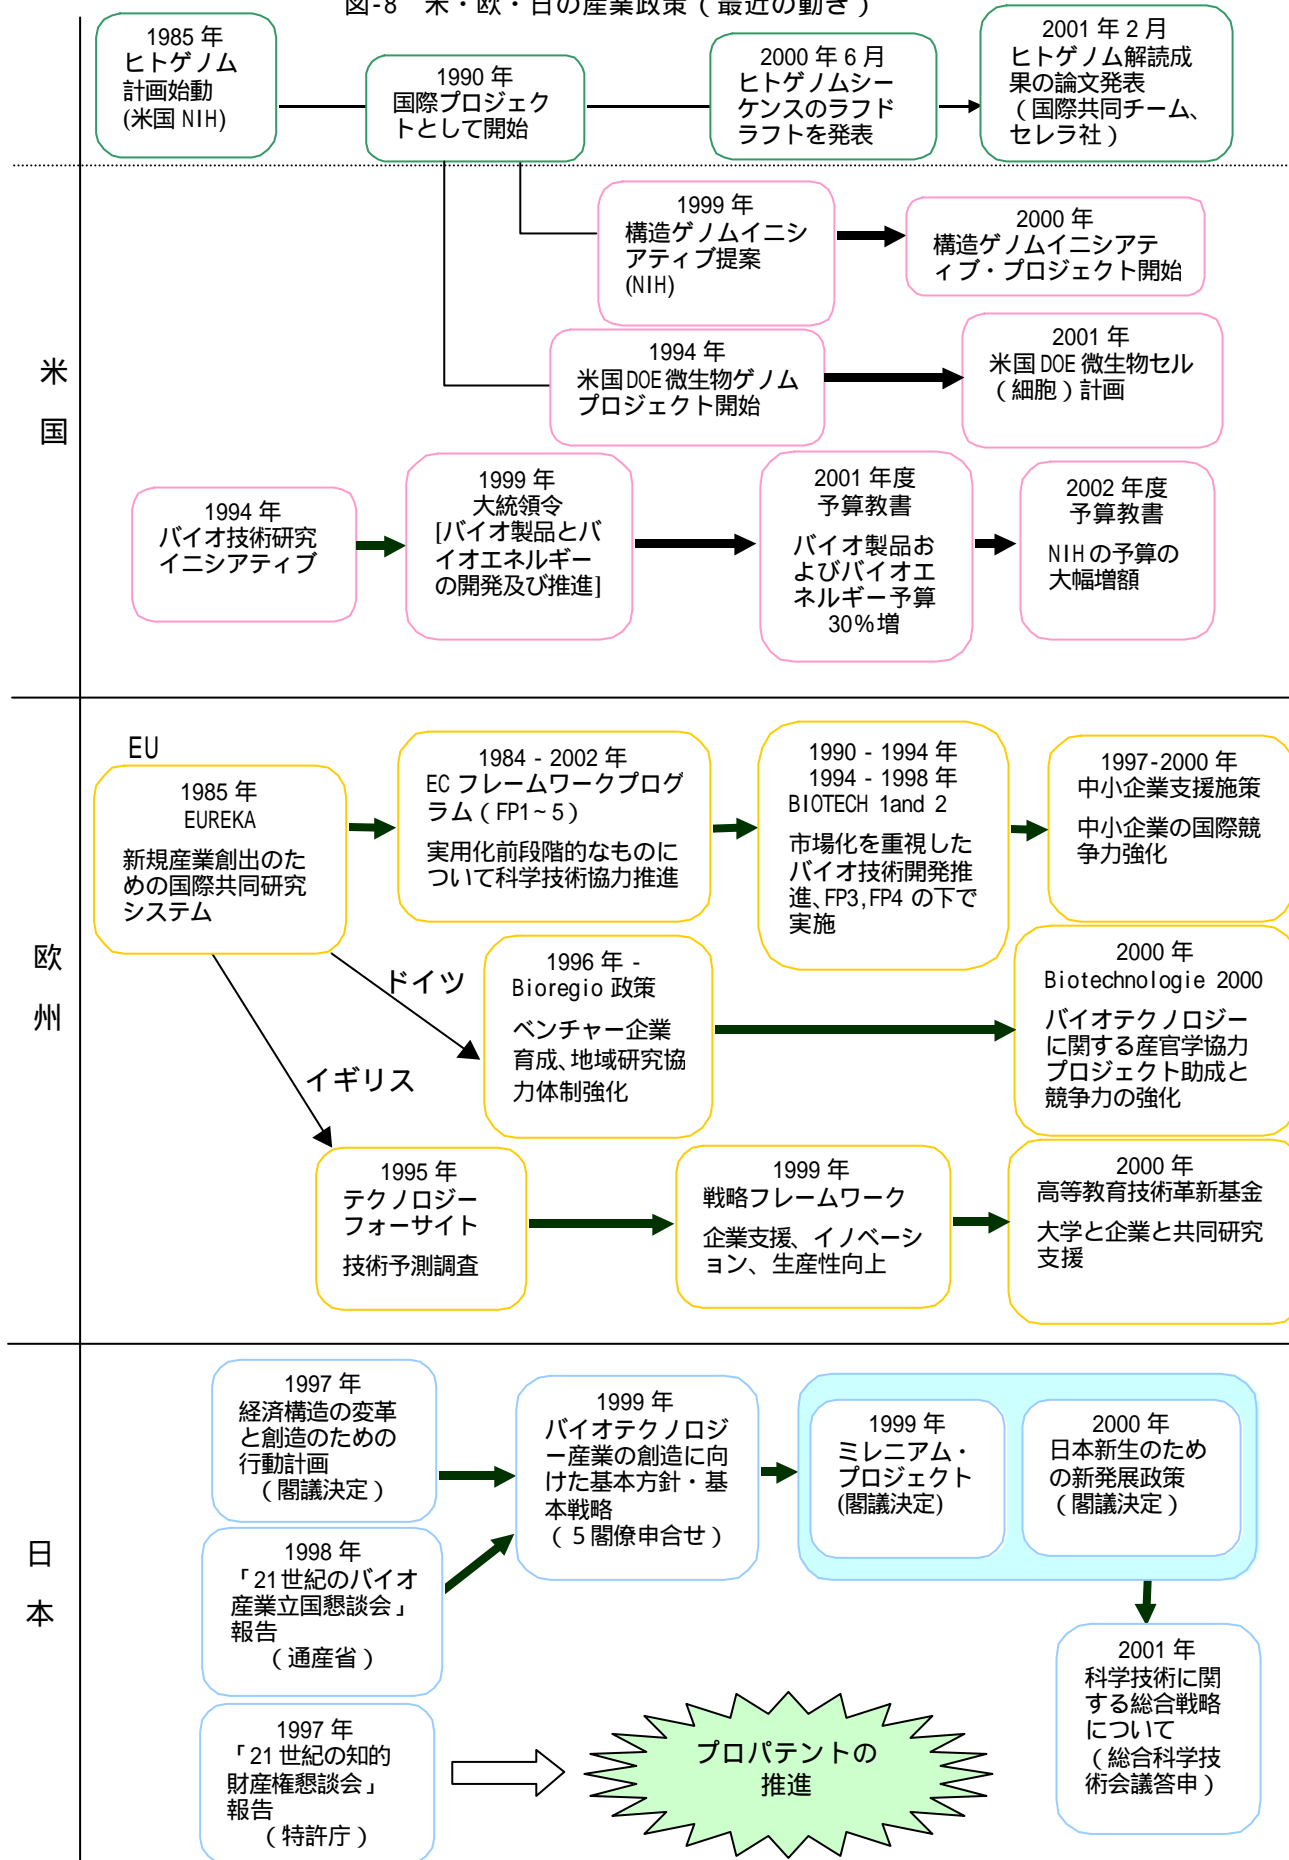 図-8 米・欧・日の産業政策（最近の動き）
1985 年
ヒトゲノム
計画始動
(米国 NIH)
1990 年
国際プロジェク
トとして開始
2000 年 6 月
ヒトゲノムシー
ケンスのラフド
ラフトを発表
2001 年 2 月
ヒトゲノム解読成
果の論文発表
（国際共同チーム、
セレラ社）
米
国
1999 年
構造ゲノムイニシ
アティブ提案
(NIH)
2000 年
構造ゲノムイニシアテ
ィブ・プロジェクト開始
1994 年
米国 DOE 微生物ゲノム
プロジェクト開始
2001 年
米国 DOE 微生物セル
（細胞）計画
1994 年
バイオ技術研究
イニシアティブ
1999 年
大統領令
[バイオ製品とバ
イオエネルギー
の開発及び推進]
2001 年度
予算教書
バイオ製品お
よびバイオエ
ネルギー予算
30％増
2002 年度
予算教書
NIH の予算の
大幅増額
欧
州
EU
1985 年
EUREKA
新規産業創出のた
めの国際共同研究
システム
1984 - 2002 年
EC フレームワークプログ
ラム（FP1~5）
実用化前段階的なものに
ついて科学技術協力推進
1990 - 1994 年
1994 - 1998 年
BIOTECH 1and 2
市場化を重視した
バイオ技術開発推
進、FP3,FP4 の下で
実施
1997-2000 年
中小企業支援施策
中小企業の国際競
争力強化
ドイツ
1996 年 -
Bioregio 政策
ベンチャー企業
育成、地域研究協
力体制強化
2000 年
Biotechnologie 2000
バイオテクノロジー
に関する産官学協力
プロジェクト助成と
競争力の強化
イギリス
1995 年
テクノロジー
フォーサイト
技術予測調査
1999 年
戦略フレームワーク
企業支援、イノベーシ
ョン、生産性向上
2000 年
高等教育技術革新基金
大学と企業と共同研究
支援
日
本
1997 年
経済構造の変革
と創造のための
行動計画
（閣議決定）
1998 年
「21世紀のバイオ
産業立国懇談会」
報告
（通産省）
1999 年
バイオテクノロジ
ー産業の創造に向
けた基本方針・基
本戦略
（５閣僚申合せ）
1999 年
ミレニアム・
プロジェクト
(閣議決定)
2000 年
日本新生のため
の新発展政策
（閣議決定）
2001 年
科学技術に関
する総合戦略
について
（総合科学技
術会議答申）
1997 年
「21世紀の知的
財産権懇談会」
報告
（特許庁）
プロパテントの
推進